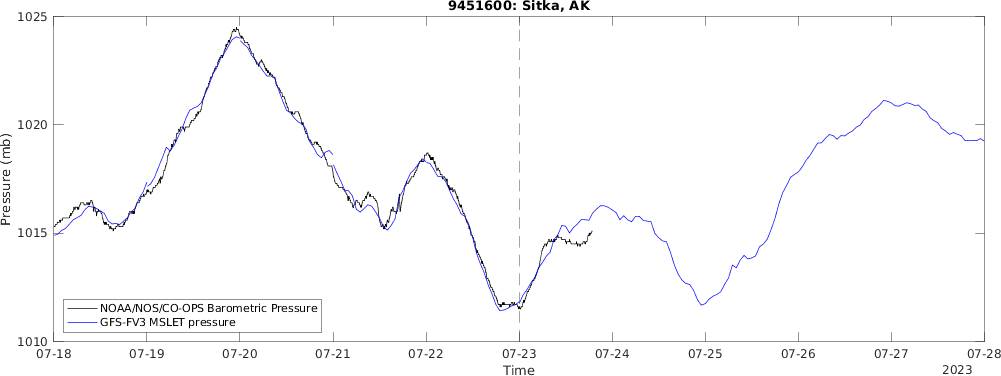 9451600: Sitka, AK
1025
1020
1015
1010
Pressure (mb)
NOAA/NOS/CO-OPS Barometric Pressure
GFS-FV3 MSLET pressure
07-18 07-19 07-20 07-21 07-22 07-23 07-24 07-25 07-26 07-27 07-28
Time
2023